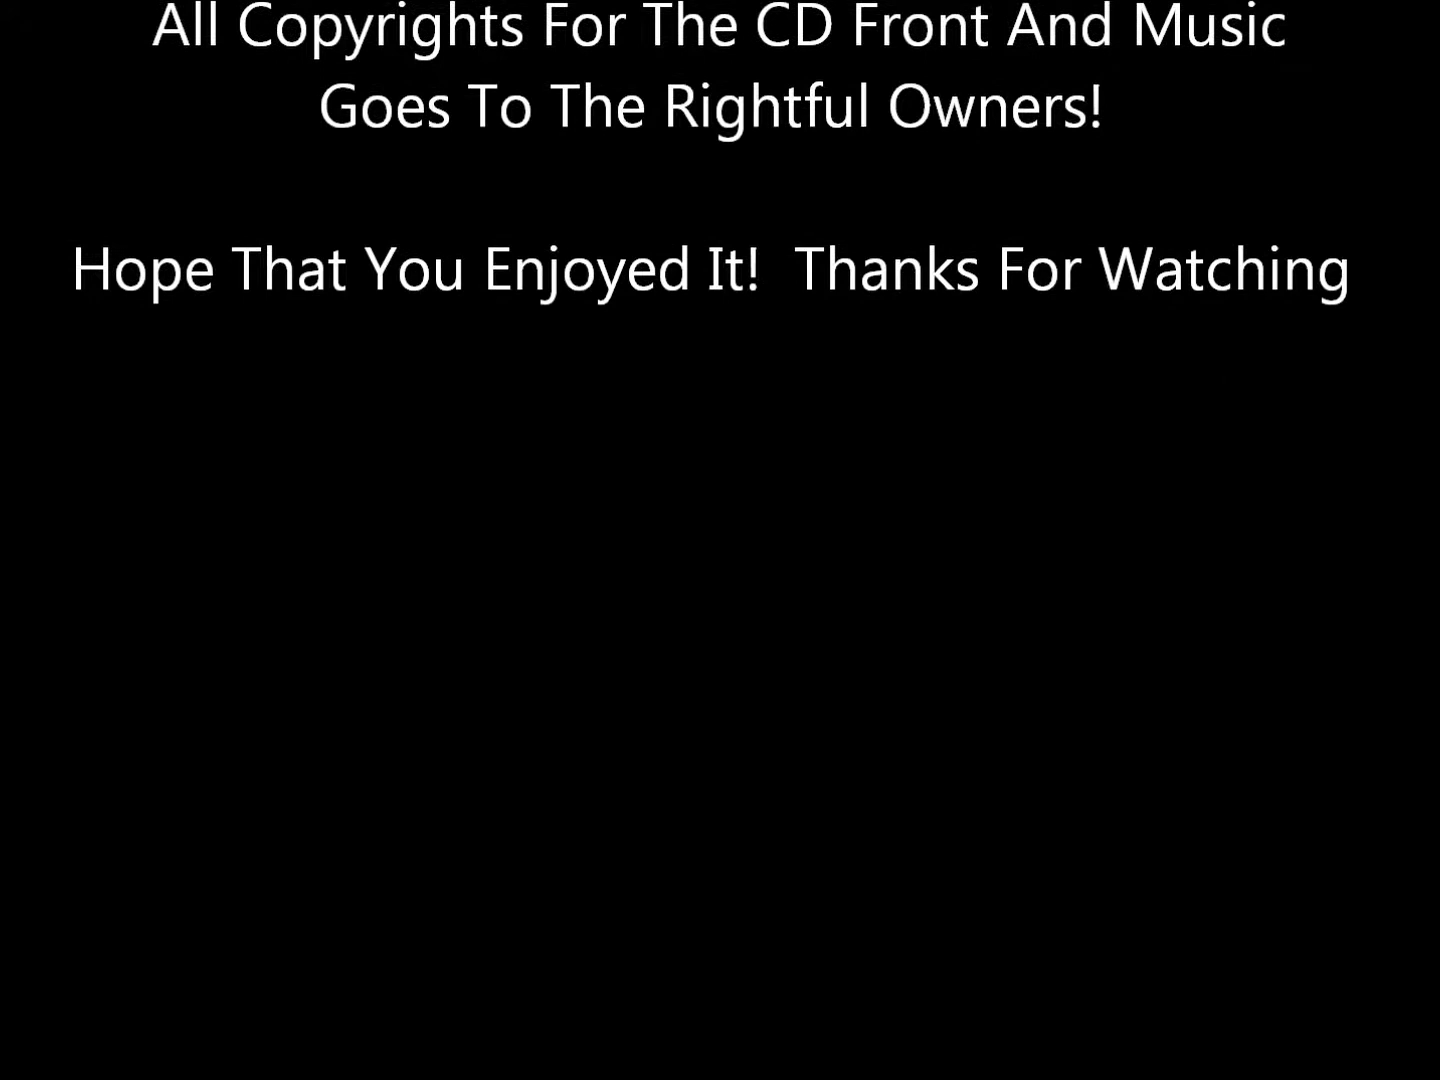 All Copyrights For The CD Front And Music
Goes To The Rightful Owners!
Hope That You Enjoyed It!  Thanks For Watching